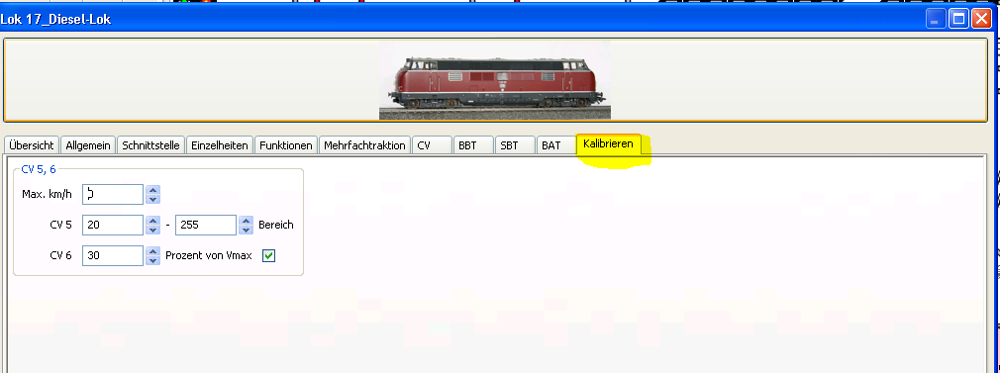 Lok 17_Diesel-Lok
Übersicht Allgemein Schnittstelle Einzelheiten Funktionen Mehrfachtraktion CV BBT SBT BAT Kalibrieren
CV 5, 6
Max. km/h
CV 5 20 - 255 Bereich
CV 6 30 Prozent von Vmax